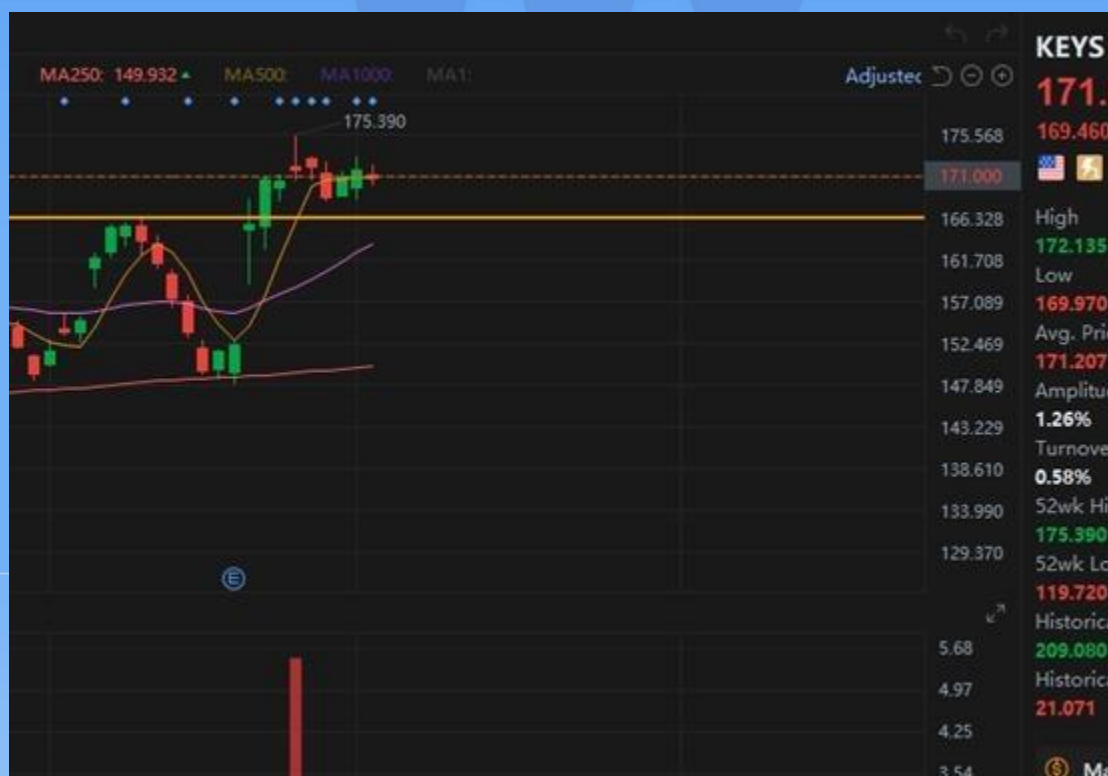 MA250: 149.932 MA500: MA1000: MA1: Adjusted
175.390
175.568
171.000
166.328
161.708
157.089
152.469
147.849
143.229
138.610
133.990
129.370
E
5.68
4.97
4.25
3.54
KEYS
171.
169.460
High
172.135
Low
169.970
Avg. Pri
171.207
Amplitu
1.26%
Turnove
0.58%
52wk Hi
175.390
52wk Lo
119.720
Historic
209.080
Historic
21.071
$ M